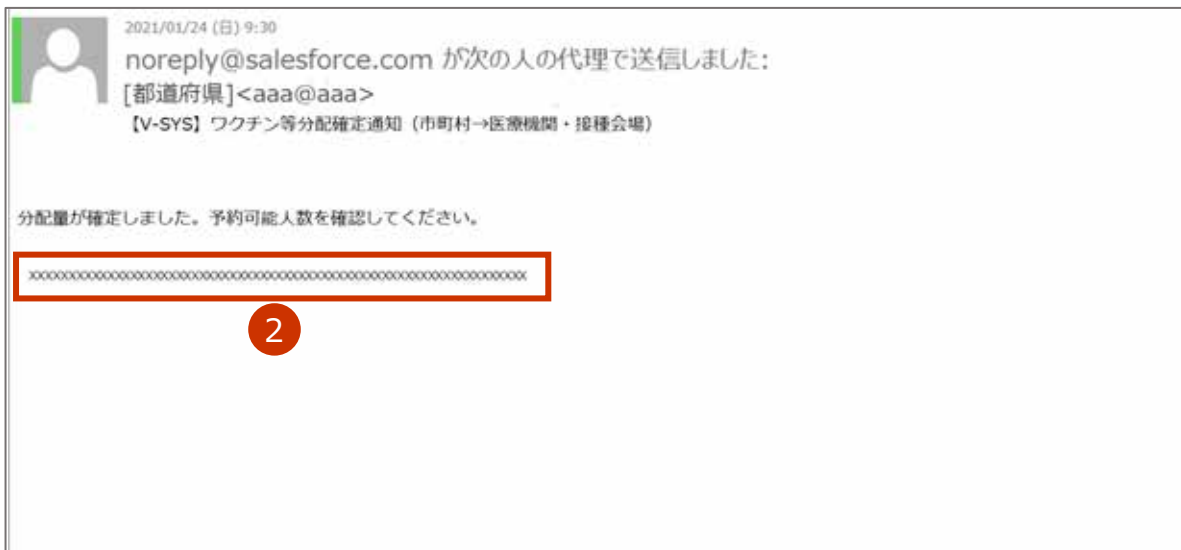 2021/01/24 (日) 9:30
noreply@salesforce.com が次の人の代理で送信しました:
[都道府県]<aaa@aaa>
【V-SYS】ワクチン等分配確定通知（市町村→医療機関・接種会場）
分配量が確定しました。予約可能人数を確認してください。
2